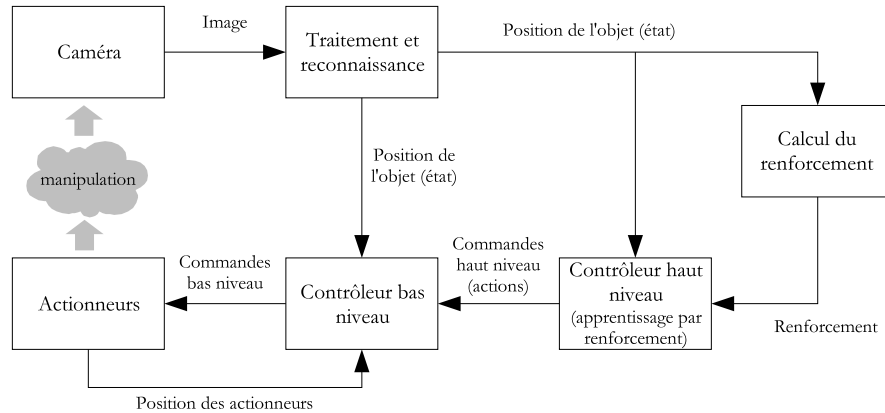 Image
Caméra
Traitement et
reconnaissance
Position de l'objet (état)
Calcul du
renforcement
manipulation
Position de
l'objet (état)
Commandes
bas niveau
Commandes
haut niveau
(actions)
Actionneurs
Contrôleur bas
niveau
Contrôleur haut
niveau
(apprentissage par
renforcement)
Renforcement
Position des actionneurs